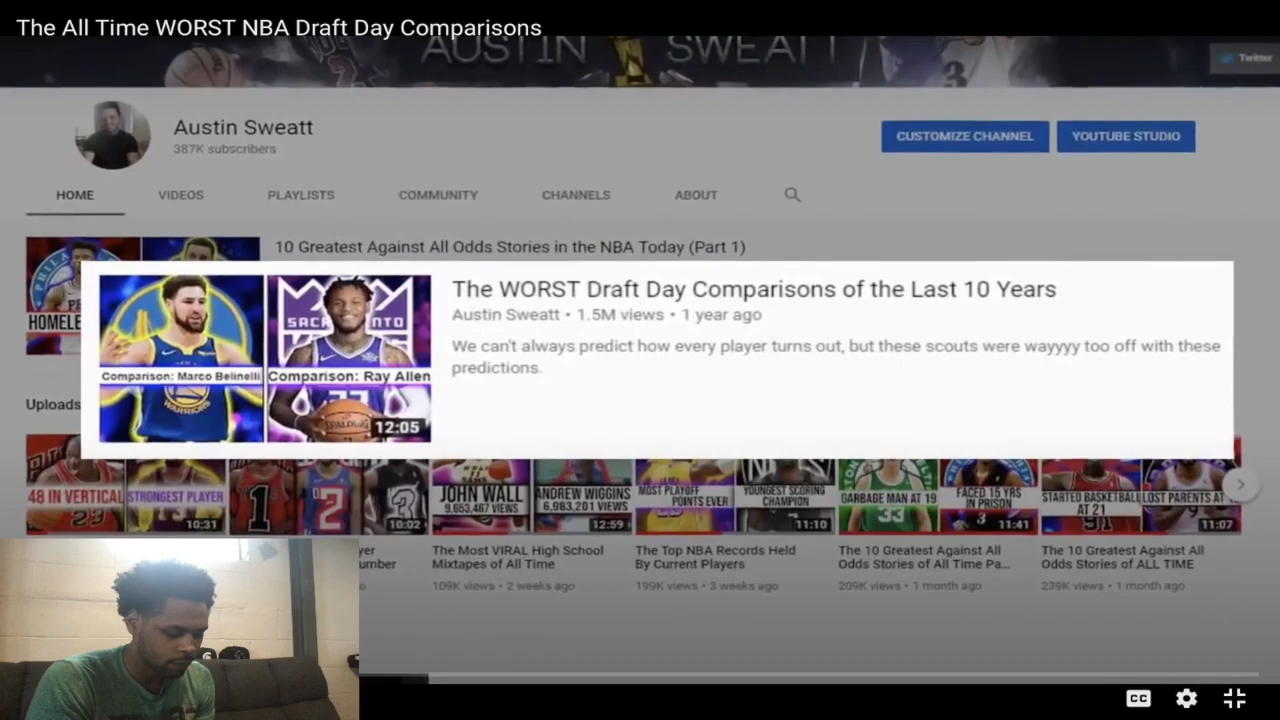 The All Time WORST NBA Draft Day Comparisons
AUSTIN SWEATT
Twitter
Austin Sweatt
387K subscribers
CUSTOMIZE CHANNEL
YOUTUBE STUDIO
HOME VIDEOS PLAYLISTS COMMUNITY CHANNELS ABOUT
10 Greatest Against All Odds Stories in the NBA Today (Part 1)
The WORST Draft Day Comparisons of the Last 10 Years
Austin Sweatt • 1.5M views • 1 year ago
We can't always predict how every player turns out, but these scouts were wayyyy too off with these
predictions.
Comparison: Marco Belinelli
Comparison: Ray Allen
WARRIORS
SPALDING
12:05
Uploads
48 IN VERTICAL
STRONGEST PLAYER
10:31
10:02
JOHN WALL
9,653,467 VIEWS
ANDREW WIGGINS
6,983,201 VIEWS
12:59
MOST PLAYOFF
POINTS EVER
YOUNGEST SCORING
CHAMPION
11:10
GARBAGE MAN AT 19
33
FACED 15 YRS
IN PRISON
11:41
STARTED BASKETBALL
AT 21
LOST PARENTS AT
11:07
yer
umber
The Most VIRAL High School
Mixtapes of All Time
109K views • 2 weeks ago
The Top NBA Records Held
By Current Players
199K views • 3 weeks ago
The 10 Greatest Against All
Odds Stories of All Time Pa...
209K views • 1 month ago
The 10 Greatest Against All
Odds Stories of ALL TIME
239K views • 1 month ago
CC